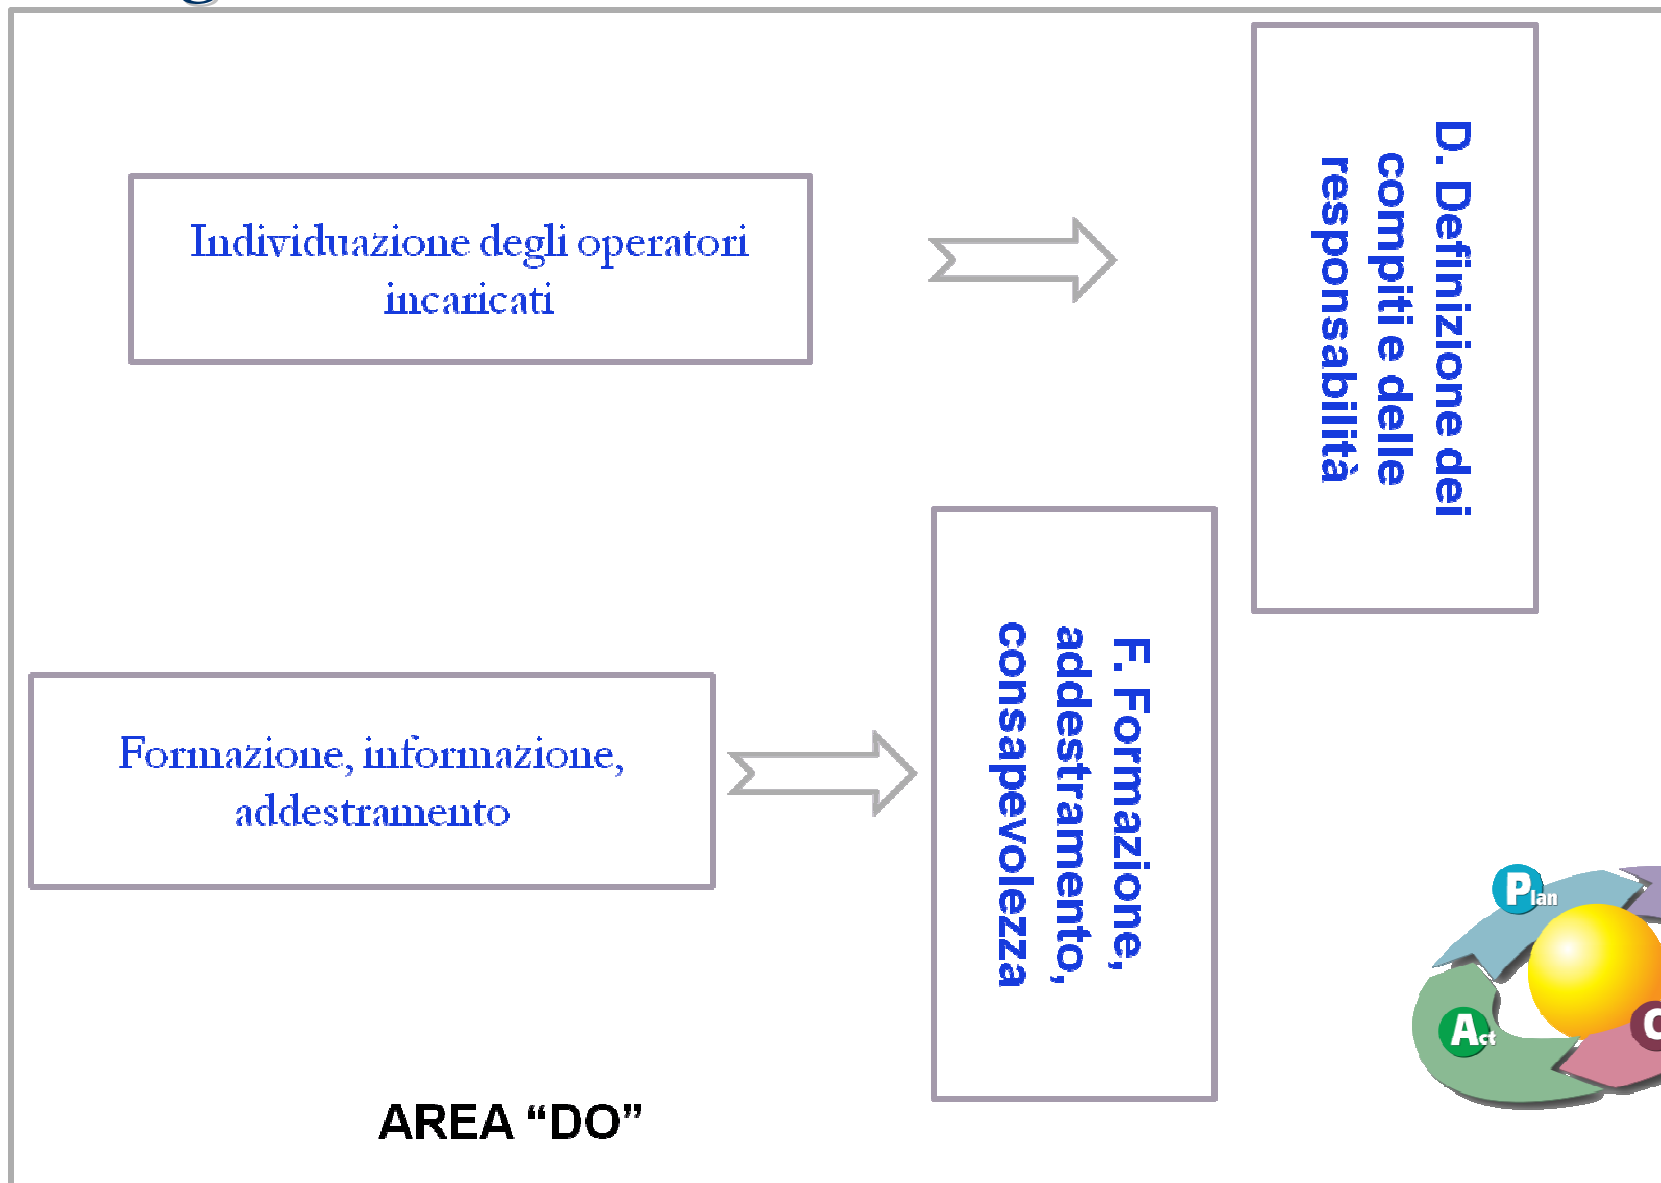 Individuazione degli operatori
incaricati
D. Definizione dei
compiti e delle
responsabilità
Formazione, informazione,
addestramento
F. Formazione,
addestramento,
consapevolezza
Plan
Act
C
AREA “DO”